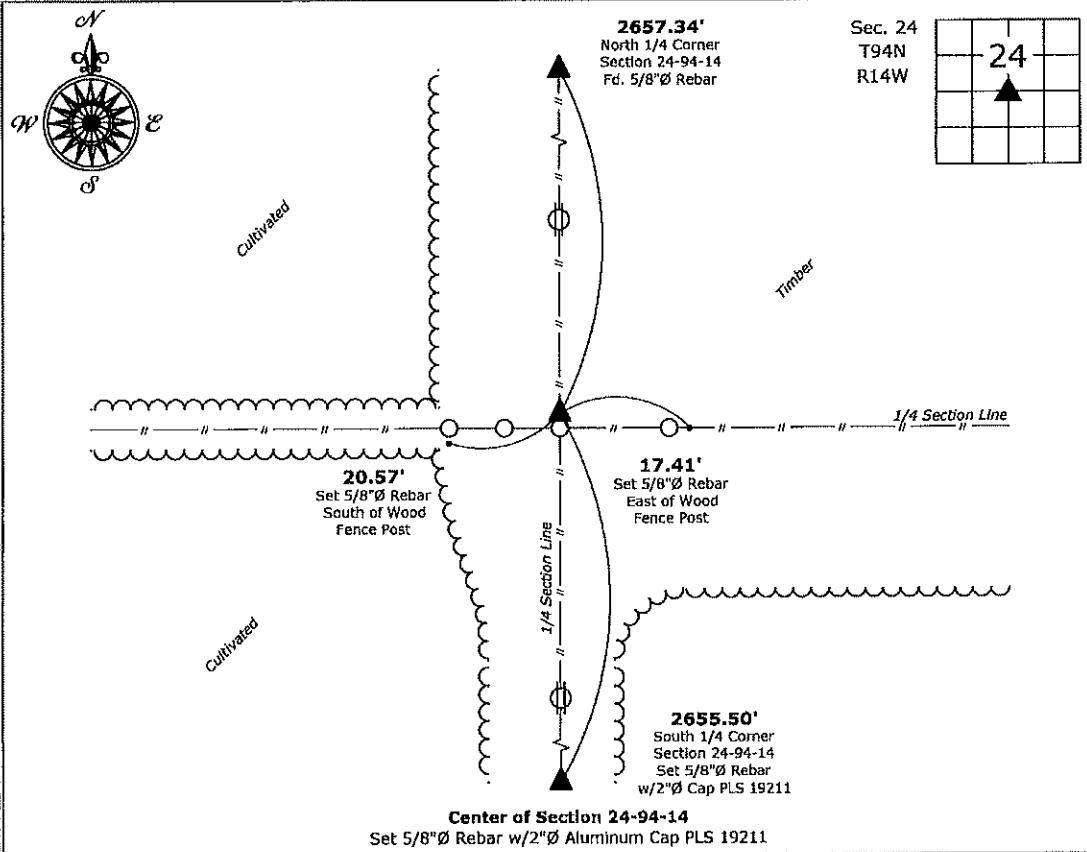 N
W
E
S
2657.34'
North 1/4 Corner
Section 24-94-14
Fd. 5/8"Ø Rebar
Sec. 24
T94N
R14W
24
Cultivated
Timber
1/4 Section Line
20.57'
Set 5/8"Ø Rebar
South of Wood
Fence Post
17.41'
Set 5/8"Ø Rebar
East of Wood
Fence Post
1/4 Section Line
Cultivated
2655.50'
South 1/4 Corner
Section 24-94-14
Set 5/8"Ø Rebar
w/2"Ø Cap PLS 19211
Center of Section 24-94-14
Set 5/8"Ø Rebar w/2"Ø Aluminum Cap PLS 19211